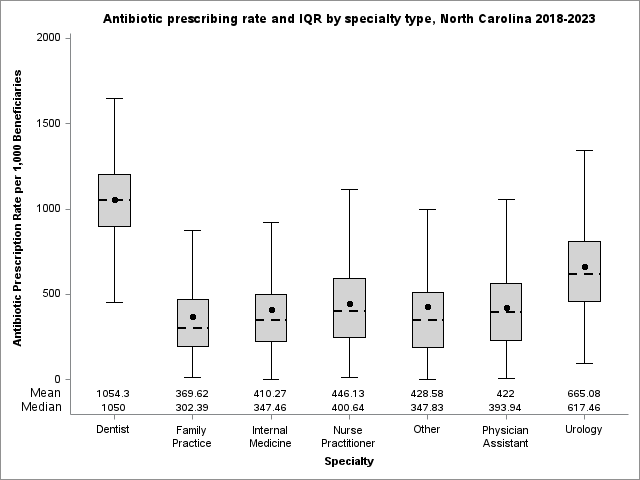 Antibiotic prescribing rate and IQR by specialty type, North Carolina 2018-2023
Antibiotic Prescription Rate per 1,000 Beneficiaries
2000
1500
1000
500
0
Mean 1054.3 369.62 410.27 446.13 428.58 422 665.08
Median 1050 302.39 347.46 400.64 347.83 393.94 617.46
Dentist Family Internal Nurse Other Physician Urology
Practice Medicine Practitioner Assistant
Specialty